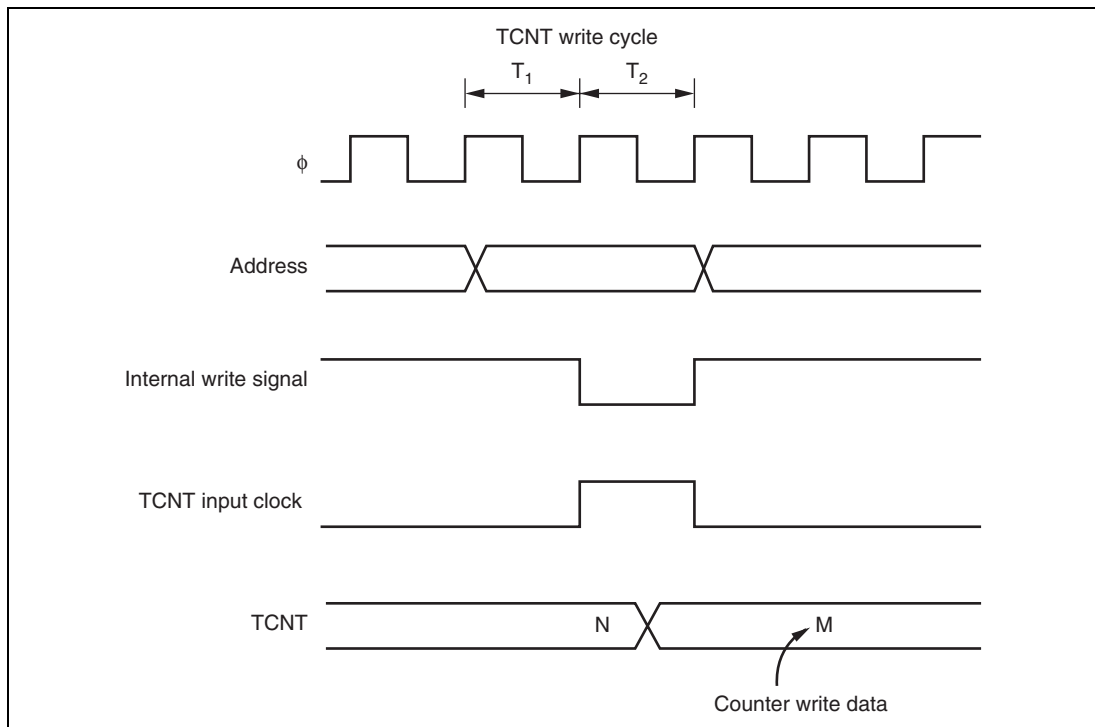 TCNT write cycle
T1 T2
ϕ
Address
Internal write signal
TCNT input clock
TCNT N M
Counter write data